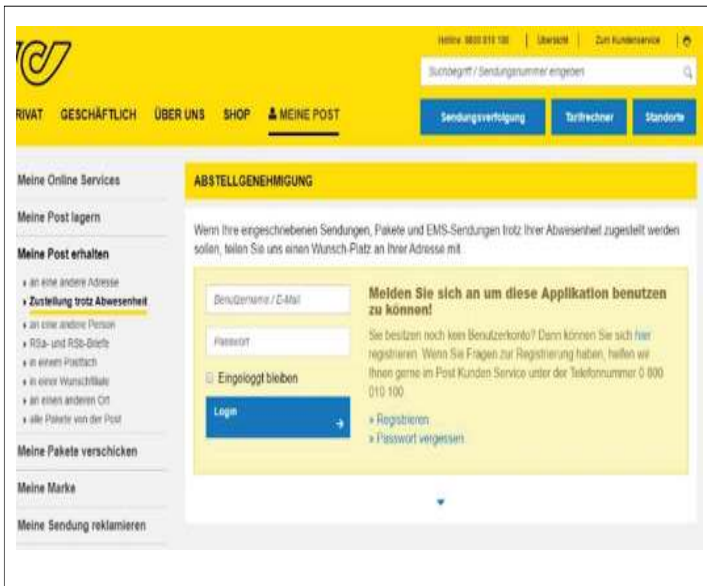 Hotline: 0800 010 100 | Übersicht | Zum Kundenservice
Suchbegriff / Sendungsnummer eingeben
RIVAT GESCHÄFTLICH ÜBER UNS SHOP MEINE POST
Sendungsverfolgung Tarifrechner Standorte
Meine Online Services
Meine Post lagern
Meine Post erhalten
an eine andere Adresse
Zustellung trotz Abwesenheit
an eine andere Person
RSa- und RSb-Briefe
in einem Postfach
in einer Wunschfiliale
an einen anderen Ort
alle Pakete von der Post
Meine Pakete verschicken
Meine Marke
Meine Sendung reklamieren
ABSTELLGENEHMIGUNG
Wenn Ihre eingeschriebenen Sendungen, Pakete und EMS-Sendungen trotz Ihrer Abwesenheit zugestellt werden
sollen, teilen Sie uns einen Wunsch-Platz an Ihrer Adresse mit.
Benutzername / E-Mail
Passwort
Eingeloggt bleiben
Login
Melden Sie sich an um diese Applikation benutzen
zu können!
Sie besitzen noch kein Benutzerkonto? Dann können Sie sich hier
registrieren. Wenn Sie Fragen zur Registrierung haben, helfen wir
Ihnen gerne im Post Kunden Service unter der Telefonnummer 0 800
010 100.
» Registrieren
» Passwort vergessen